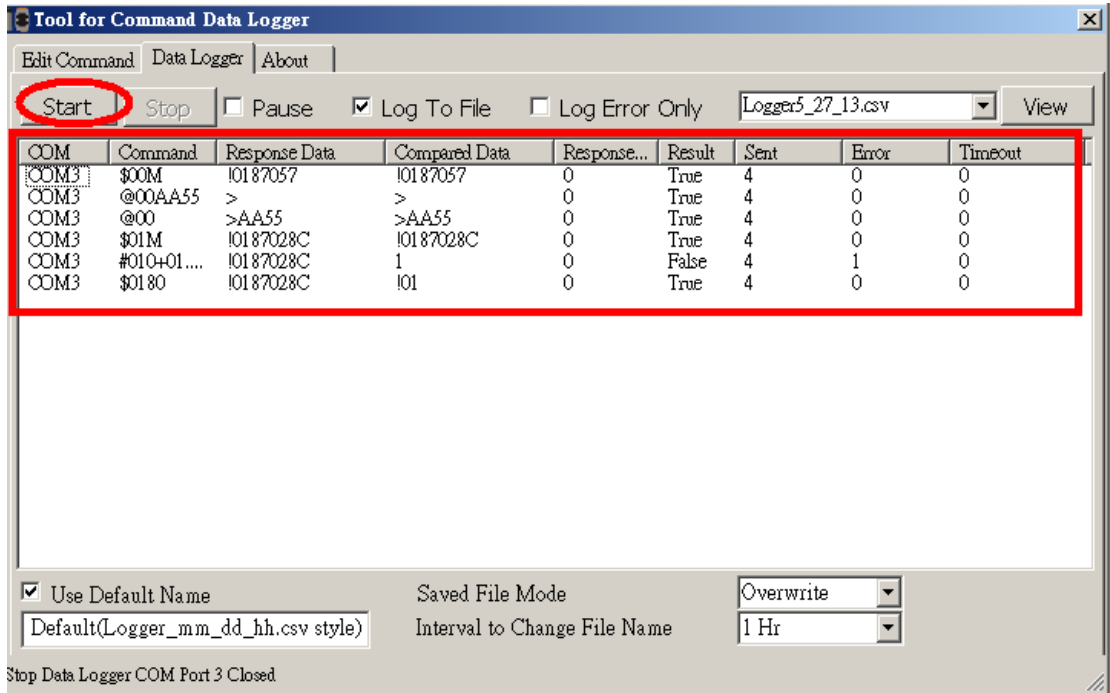 Tool for Command Data Logger
Edit Command Data Logger About
Start Stop Pause Log To File Log Error Only Logger5_27_13.csv View
COM Command Response Data Compared Data Response... Result Sent Error Timeout
COM3 $00M !0187057 !0187057 0 True 4 0 0
COM3 @00AA55 > > 0 True 4 0 0
COM3 @00 >AA55 >AA55 0 True 4 0 0
COM3 $01M !0187028C !0187028C 0 True 4 0 0
COM3 #010+01.... !0187028C 1 0 False 4 1 0
COM3 $0180 !0187028C !01 0 True 4 0 0
Use Default Name Saved File Mode Overwrite
Default(Logger_mm_dd_hh.csv style) Interval to Change File Name 1 Hr
Stop Data Logger COM Port 3 Closed